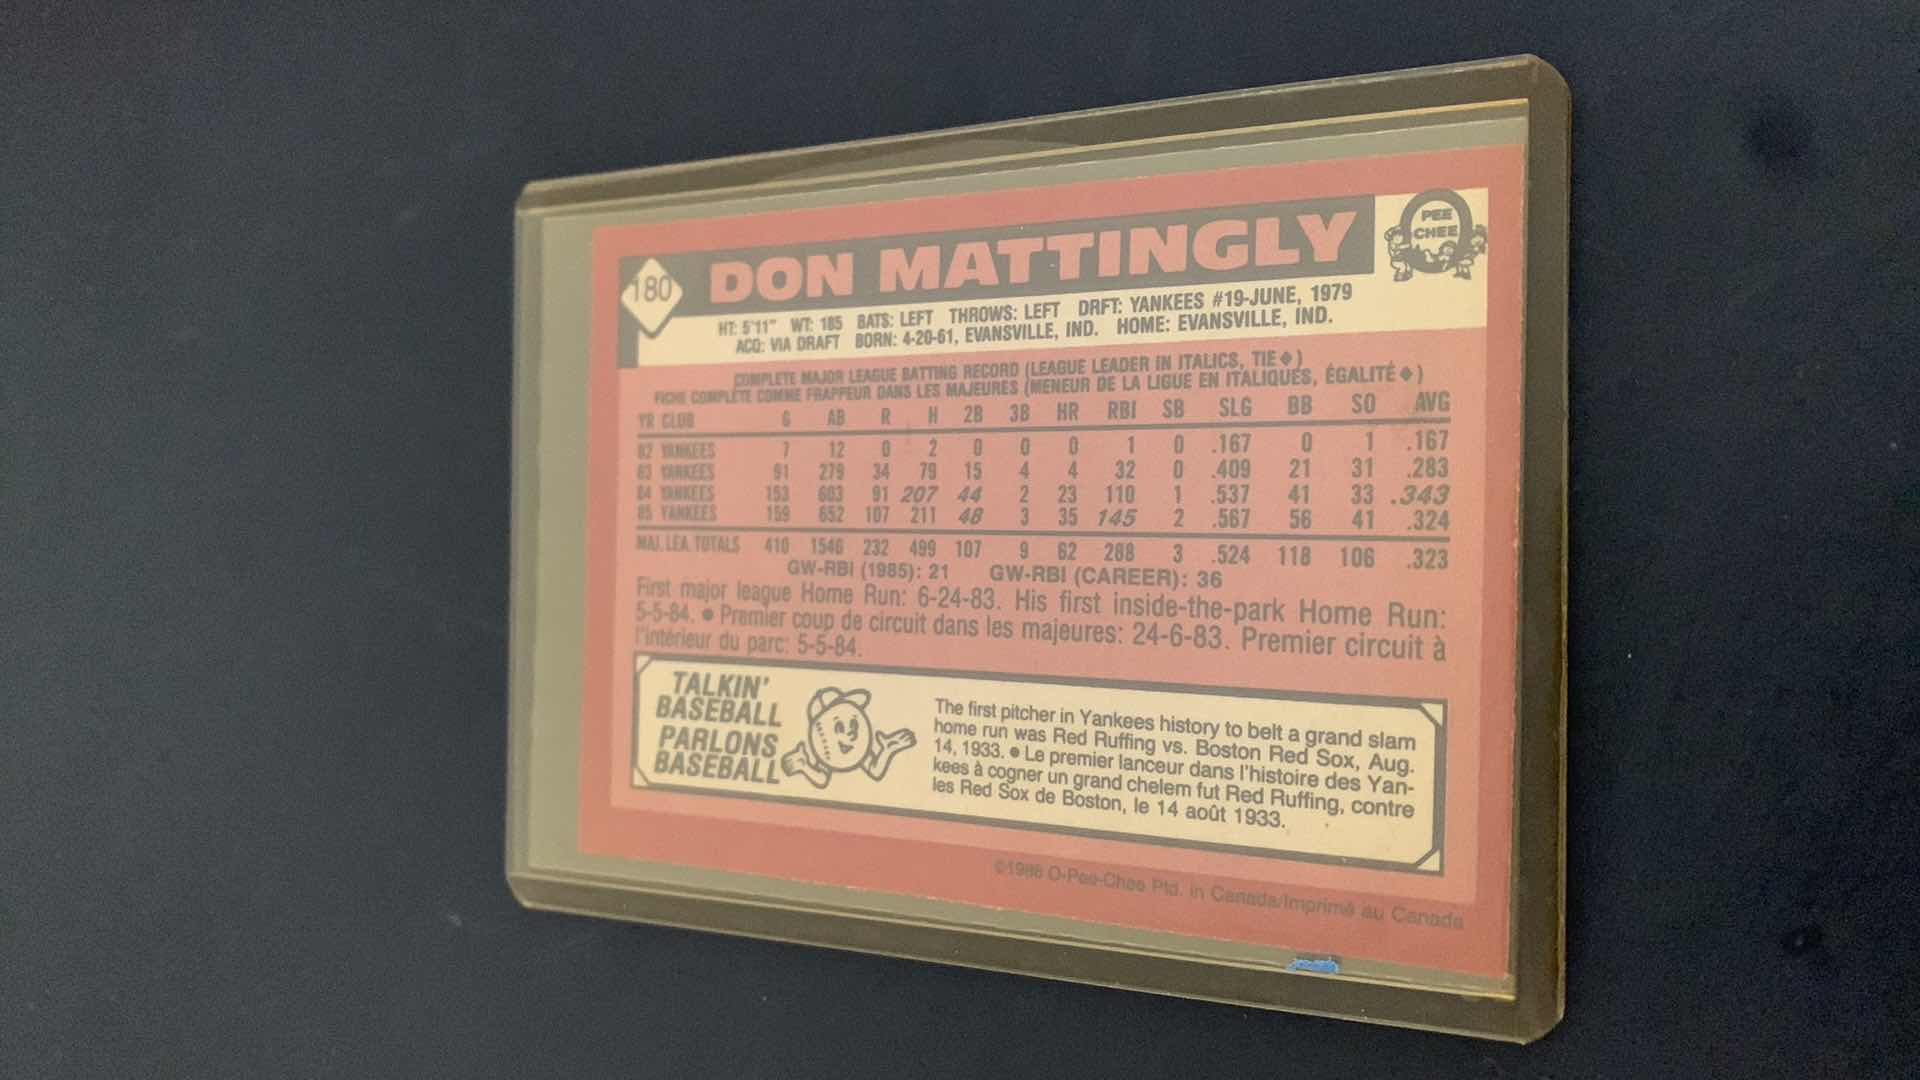 180
DON MATTINGLY
PEE
CHEE
HT: 5'11" WT: 185 BATS: LEFT THROWS: LEFT DRFT: YANKEES #19-JUNE, 1979
ACQ: VIA DRAFT BORN: 4-20-61, EVANSVILLE, IND. HOME: EVANSVILLE, IND.
COMPLETE MAJOR LEAGUE BATTING RECORD (LEAGUE LEADER IN ITALICS, TIE ◆)
FICHE COMPLÈTE COMME FRAPPEUR DANS LES MAJEURES (MENEUR DE LA LIGUE EN ITALIQUES, ÉGALITÉ ◆)
YR CLUB G AB R H 2B 3B HR RBI SB SLG BB SO AVG
82 YANKEES 7 12 0 2 0 0 0 1 0 .167 0 1 .167
83 YANKEES 91 279 34 79 15 4 4 32 0 .409 21 31 .283
84 YANKEES 153 603 91 207 44 2 23 110 1 .537 41 33 .343
85 YANKEES 159 652 107 211 48 3 35 145 2 .567 56 41 .324
MAJ. LEA. TOTALS 410 1546 232 499 107 9 62 288 3 .524 118 106 .323
GW-RBI (1985): 21 GW-RBI (CAREER): 36
First major league Home Run: 6-24-83. His first inside-the-park Home Run:
5-5-84. ● Premier coup de circuit dans les majeures: 24-6-83. Premier circuit à
l'intérieur du parc: 5-5-84.
TALKIN'
BASEBALL
PARLONS
BASEBALL
The first pitcher in Yankees history to belt a grand slam
home run was Red Ruffing vs. Boston Red Sox, Aug.
14, 1933. ● Le premier lanceur dans l'histoire des Yan-
kees à cogner un grand chelem fut Red Ruffing, contre
les Red Sox de Boston, le 14 août 1933.
©1986 O-Pee-Chee Ptd. in Canada/Imprimé au Canada